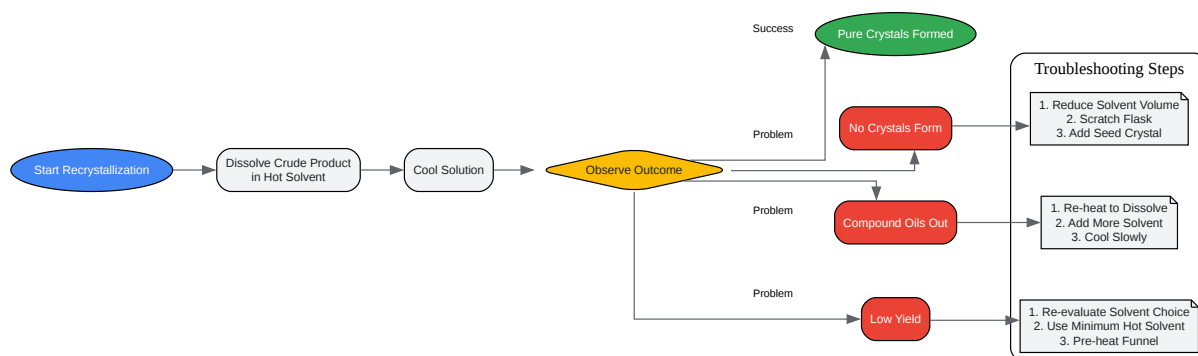 Start Recrystallization
Dissolve Crude Product
in Hot Solvent
Cool Solution
Observe Outcome
Success
Pure Crystals Formed
Problem
No Crystals Form
Problem
Compound Oils Out
Problem
Low Yield
Troubleshooting Steps
1. Reduce Solvent Volume
2. Scratch Flask
3. Add Seed Crystal
1. Re-heat to Dissolve
2. Add More Solvent
3. Cool Slowly
1. Re-evaluate Solvent Choice
2. Use Minimum Hot Solvent
3. Pre-heat Funnel